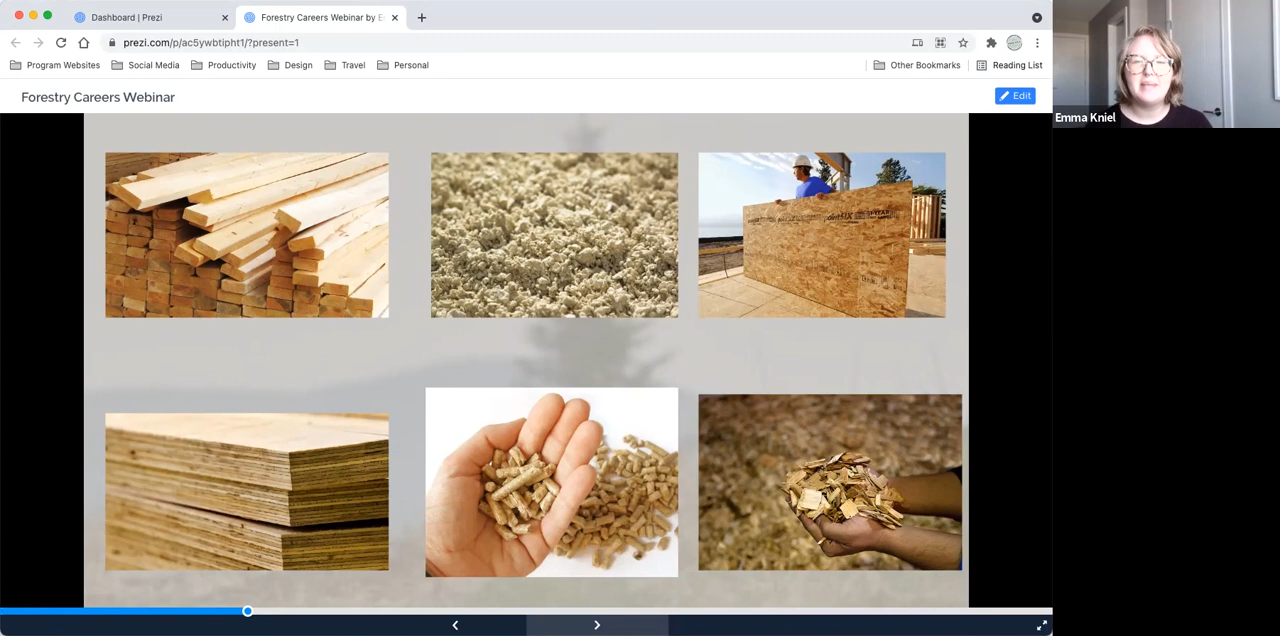 Dashboard | Prezi
Forestry Careers Webinar by E
prezi.com/p/ac5ywbtipht1/?present=1
Program Websites
Social Media
Productivity
Design
Travel
Personal
Other Bookmarks
Reading List
Forestry Careers Webinar
Edit
Emma Kniel